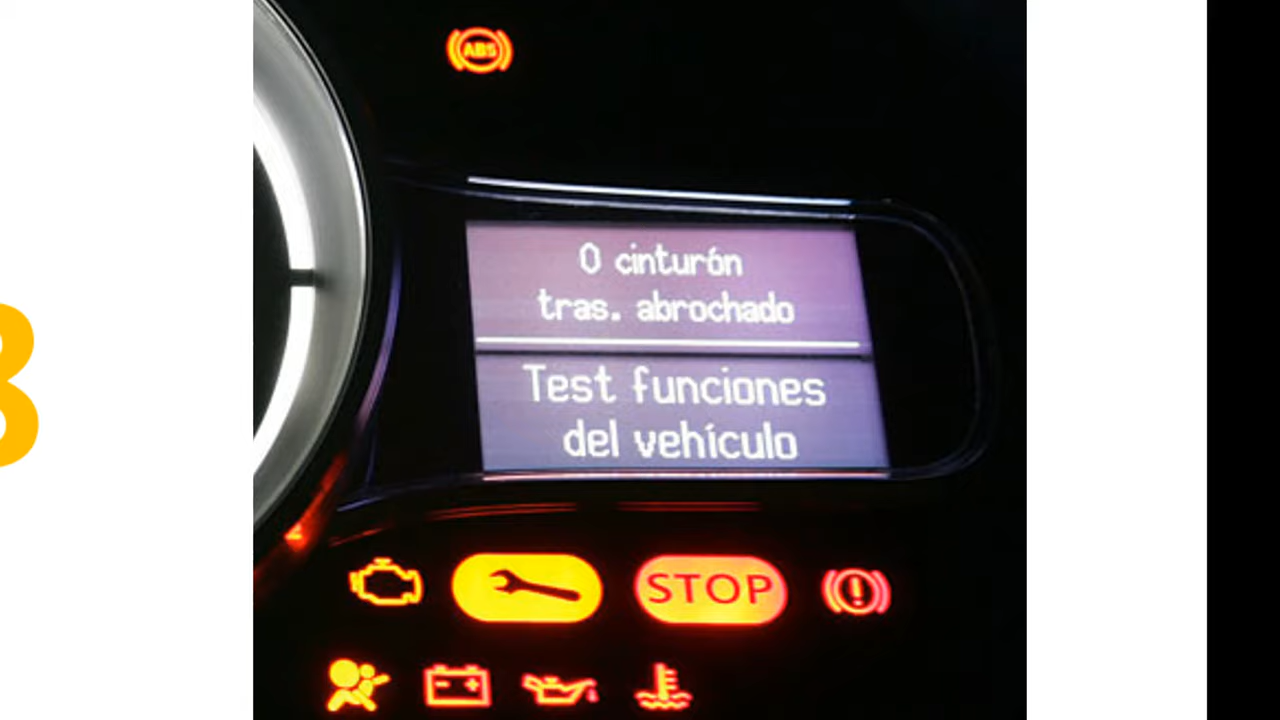 ABS
0 cinturón
tras. abrochado
Test funciones
del vehículo
STOP